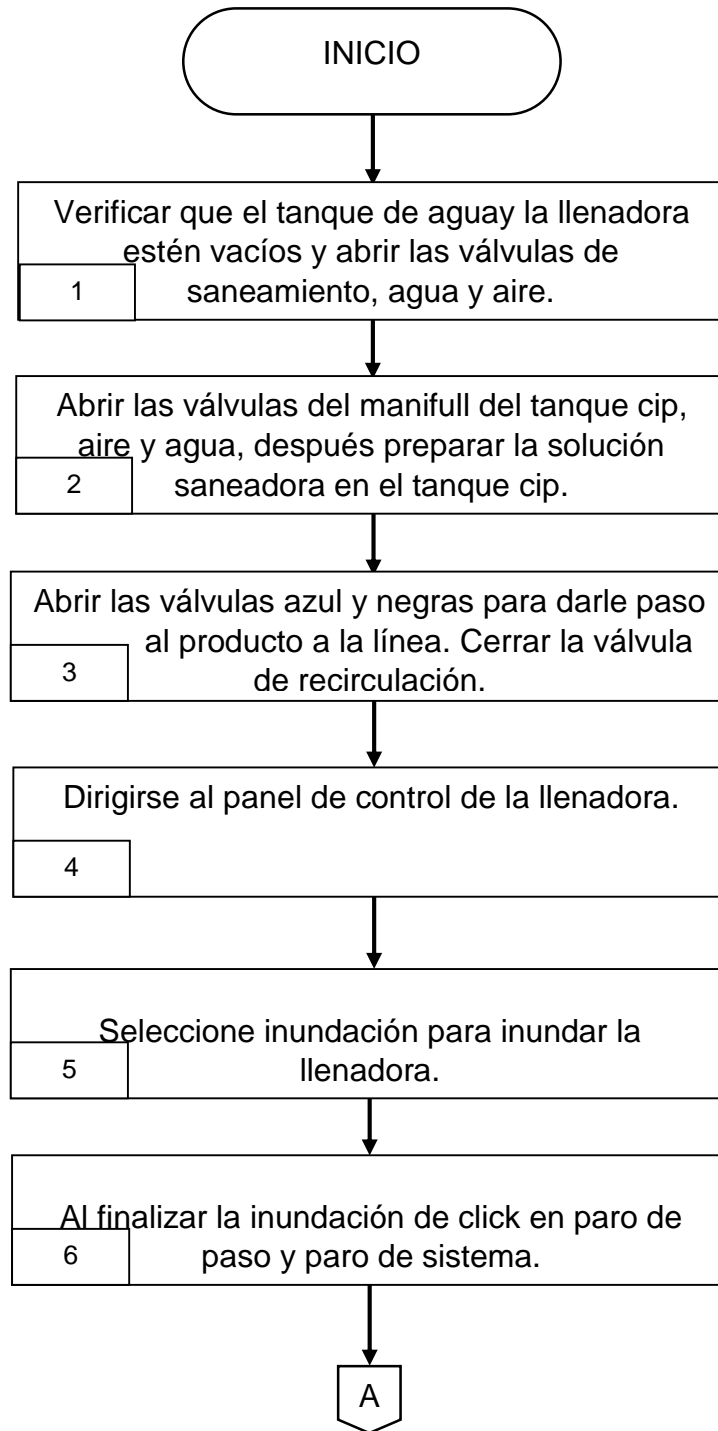 INICIO
Verificar que el tanque de aguay la llenadora
estén vacíos y abrir las válvulas de
saneamiento, agua y aire.
1
Abrir las válvulas del manifull del tanque cip,
aire y agua, después preparar la solución
saneadora en el tanque cip.
2
Abrir las válvulas azul y negras para darle paso
al producto a la línea. Cerrar la válvula
de recirculación.
3
Dirigirse al panel de control de la llenadora.
4
Seleccione inundación para inundar la
llenadora.
5
Al finalizar la inundación de click en paro de
paso y paro de sistema.
6
A